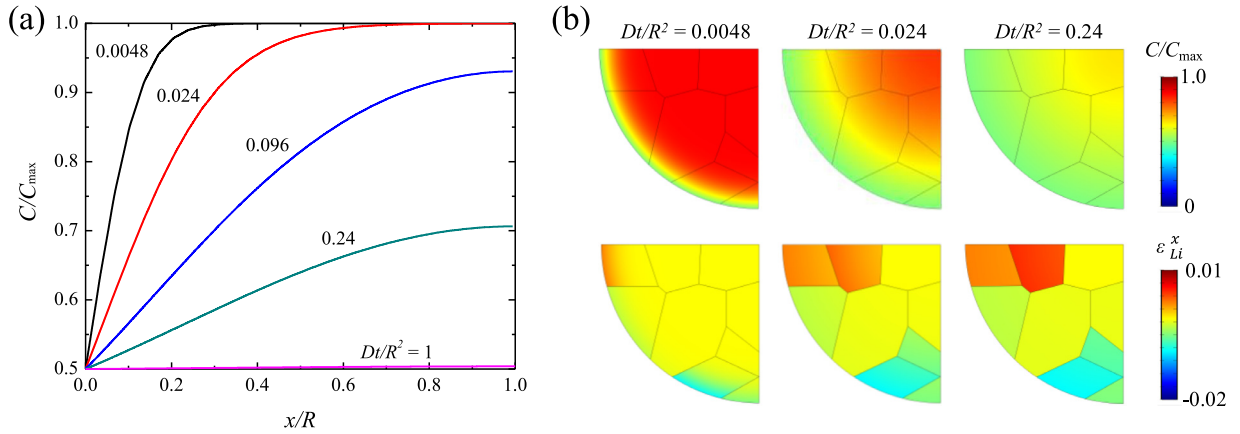 (a)
1.0
0.9
0.8
0.7
0.6
0.5
C/Cmax
0.0048
0.024
0.096
0.24
Dt/R² = 1
0.0 0.2 0.4 0.6 0.8 1.0
x/R
(b)
Dt/R² = 0.0048 Dt/R² = 0.024 Dt/R² = 0.24
C/Cmax
1.0
0
ε^x_Li
0.01
-0.02